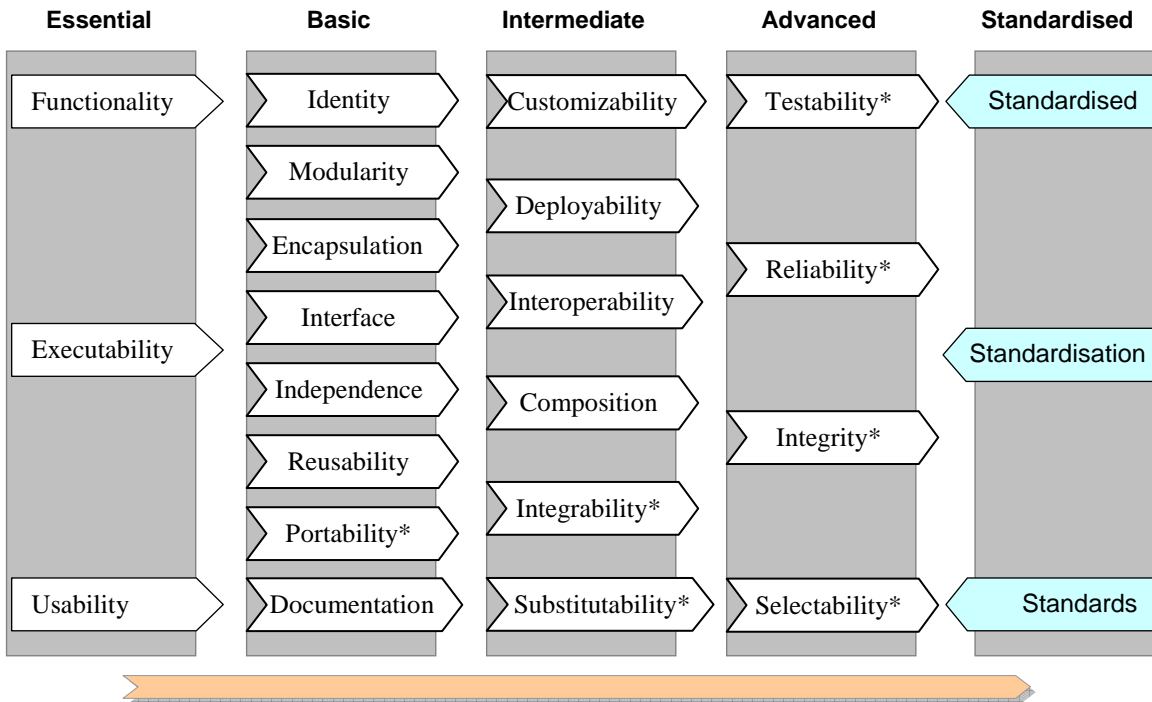 Essential
Basic
Intermediate
Advanced
Standardised
Functionality
Executability
Usability
Identity
Modularity
Encapsulation
Interface
Independence
Reusability
Portability*
Documentation
Customizability
Deployability
Interoperability
Composition
Integrability*
Substitutability*
Testability*
Reliability*
Integrity*
Selectability*
Standardised
Standardisation
Standards